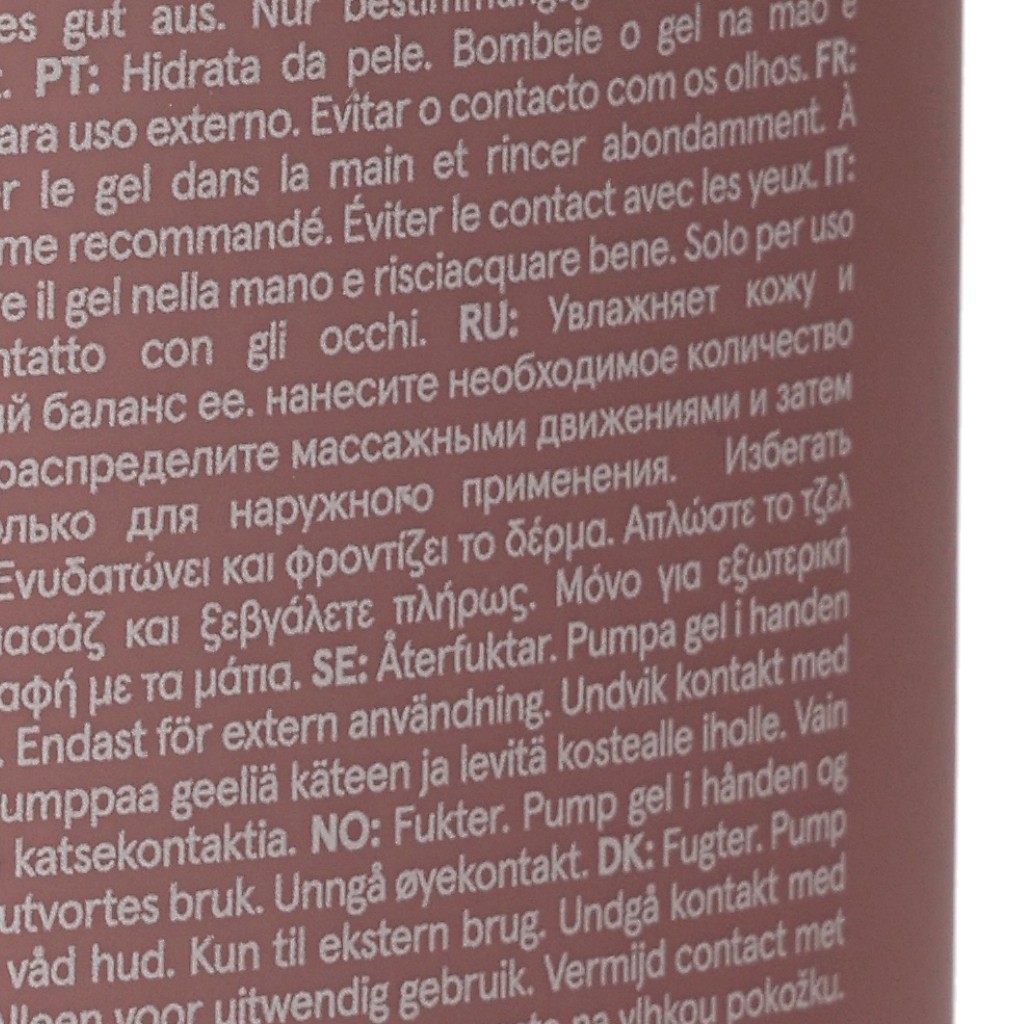 es gut aus. Nur
PT: Hidrata da pele. Bombeie o gel na mão e
ara uso externo. Evitar o contacto com os olhos. FR:
r le gel dans la main et rincer abondamment. À
me recommandé. Éviter le contact avec les yeux. IT:
e il gel nella mano e risciacquare bene. Solo per uso
ntatto con gli occhi. RU: Увлажняет кожу и
ий баланс ее. нанесите необходимое количество
распределите массажными движениями и затем
олько для наружного применения. Избегать
Ενυδατώνει και φροντίζει το δέρμα. Απλώστε το τζελ
ασάζ και ξεβγάλετε πλήρως. Μόνο για εξωτερική
αφή με τα μάτια. SE: Återfuktar. Pumpa gel i handen
. Endast för extern användning. Undvik kontakt med
umppaa geeliä käteen ja levitä kostealle iholle. Vain
katsekontaktia. NO: Fukter. Pump gel i hånden og
utvortes bruk. Unngå øyekontakt. DK: Fugter. Pump
våd hud. Kun til ekstern brug. Undgå kontakt med
lleen voor uitwendig gebruik. Vermijd contact met
na vlhkou pokožku.